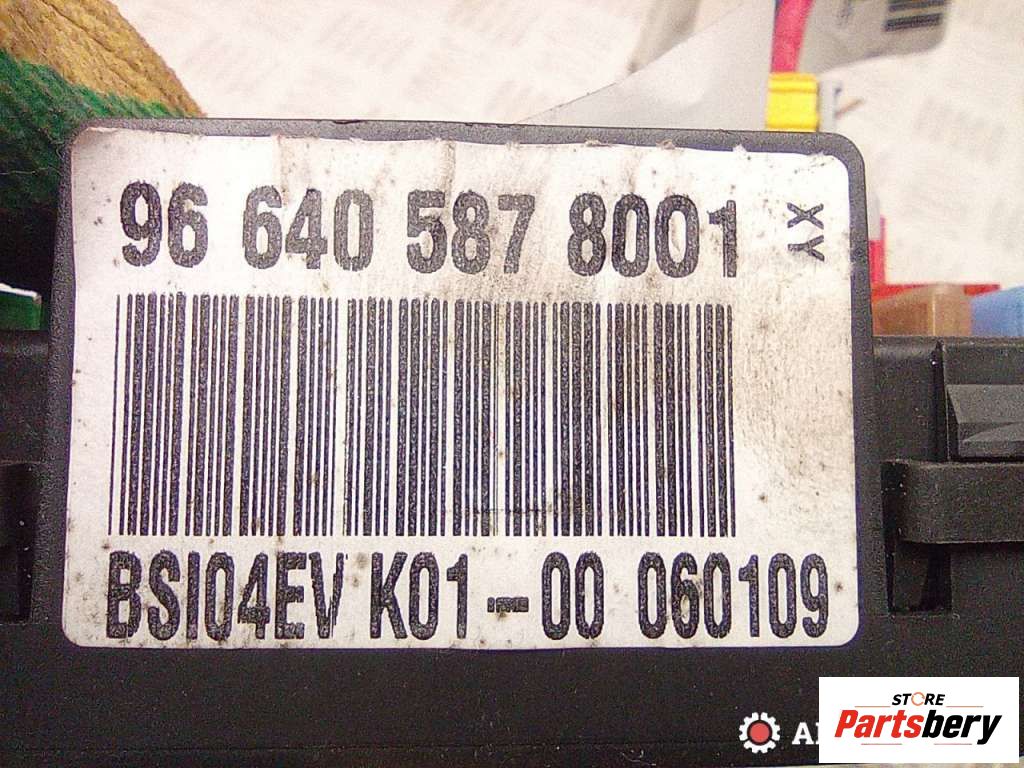 96 640 587 8001 XY
BSI04EV K01-00 060109
STORE
Partsbery